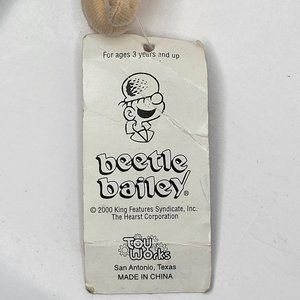 For ages 3 years and up
beetle
bailey®
© 2000 King Features Syndicate, Inc.
The Hearst Corporation
Toy
Works
San Antonio, Texas
MADE IN CHINA